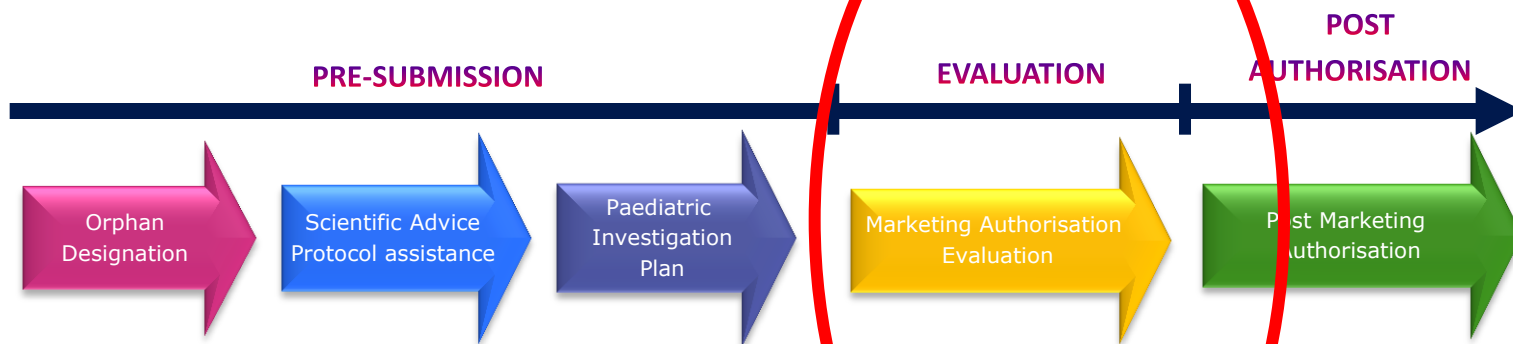 PRE-SUBMISSION
EVALUATION
POST
AUTHORISATION
Orphan
Designation
Scientific Advice
Protocol assistance
Paediatric
Investigation
Plan
Marketing Authorisation
Evaluation
Post Marketing
Authorisation